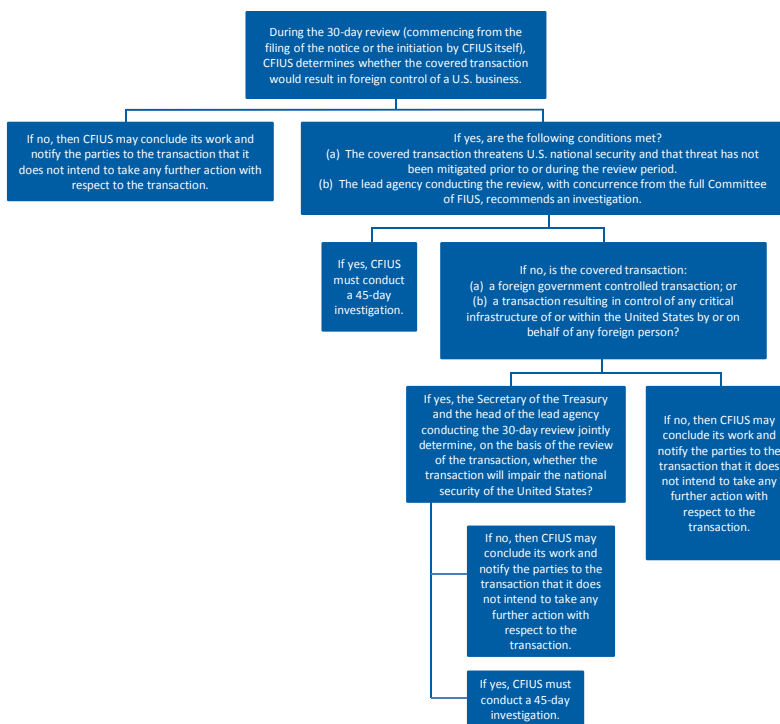 During the 30-day review (commencing from the
filing of the notice or the initiation by CFIUS itself),
CFIUS determines whether the covered transaction
would result in foreign control of a U.S. business.
If no, then CFIUS may conclude its work and
notify the parties to the transaction that it
does not intend to take any further action with
respect to the transaction.
If yes, are the following conditions met?
(a) The covered transaction threatens U.S. national security and that threat has not
been mitigated prior to or during the review period.
(b) The lead agency conducting the review, with concurrence from the full Committee
of FIUS, recommends an investigation.
If yes, CFIUS
must conduct
a 45-day
investigation.
If no, is the covered transaction:
(a) a foreign government controlled transaction; or
(b) a transaction resulting in control of any critical
infrastructure of or within the United States by or on
behalf of any foreign person?
If yes, the Secretary of the Treasury
and the head of the lead agency
conducting the 30-day review jointly
determine, on the basis of the review
of the transaction, whether the
transaction will impair the national
security of the United States?
If no, then CFIUS may
conclude its work and
notify the parties to the
transaction that it does
not intend to take any
further action with
respect to the
transaction.
If no, then CFIUS may
conclude its work and
notify the parties to the
transaction that it does
not intend to take any
further action with
respect to the
transaction.
If yes, CFIUS must
conduct a 45-day
investigation.